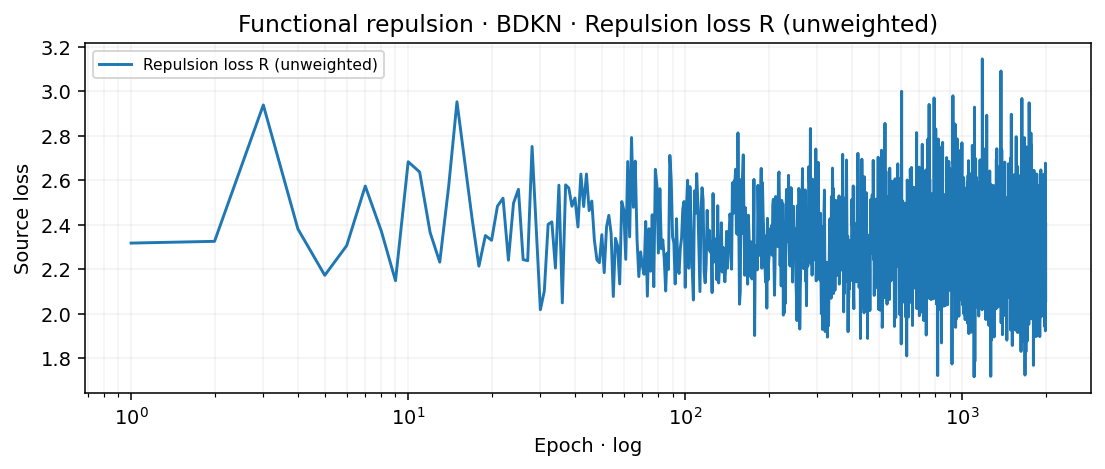 Functional repulsion · BDKN · Repulsion loss R (unweighted)
Repulsion loss R (unweighted)
Source loss
3.2
3.0
2.8
2.6
2.4
2.2
2.0
1.8
10⁰ 10¹ 10² 10³
Epoch · log